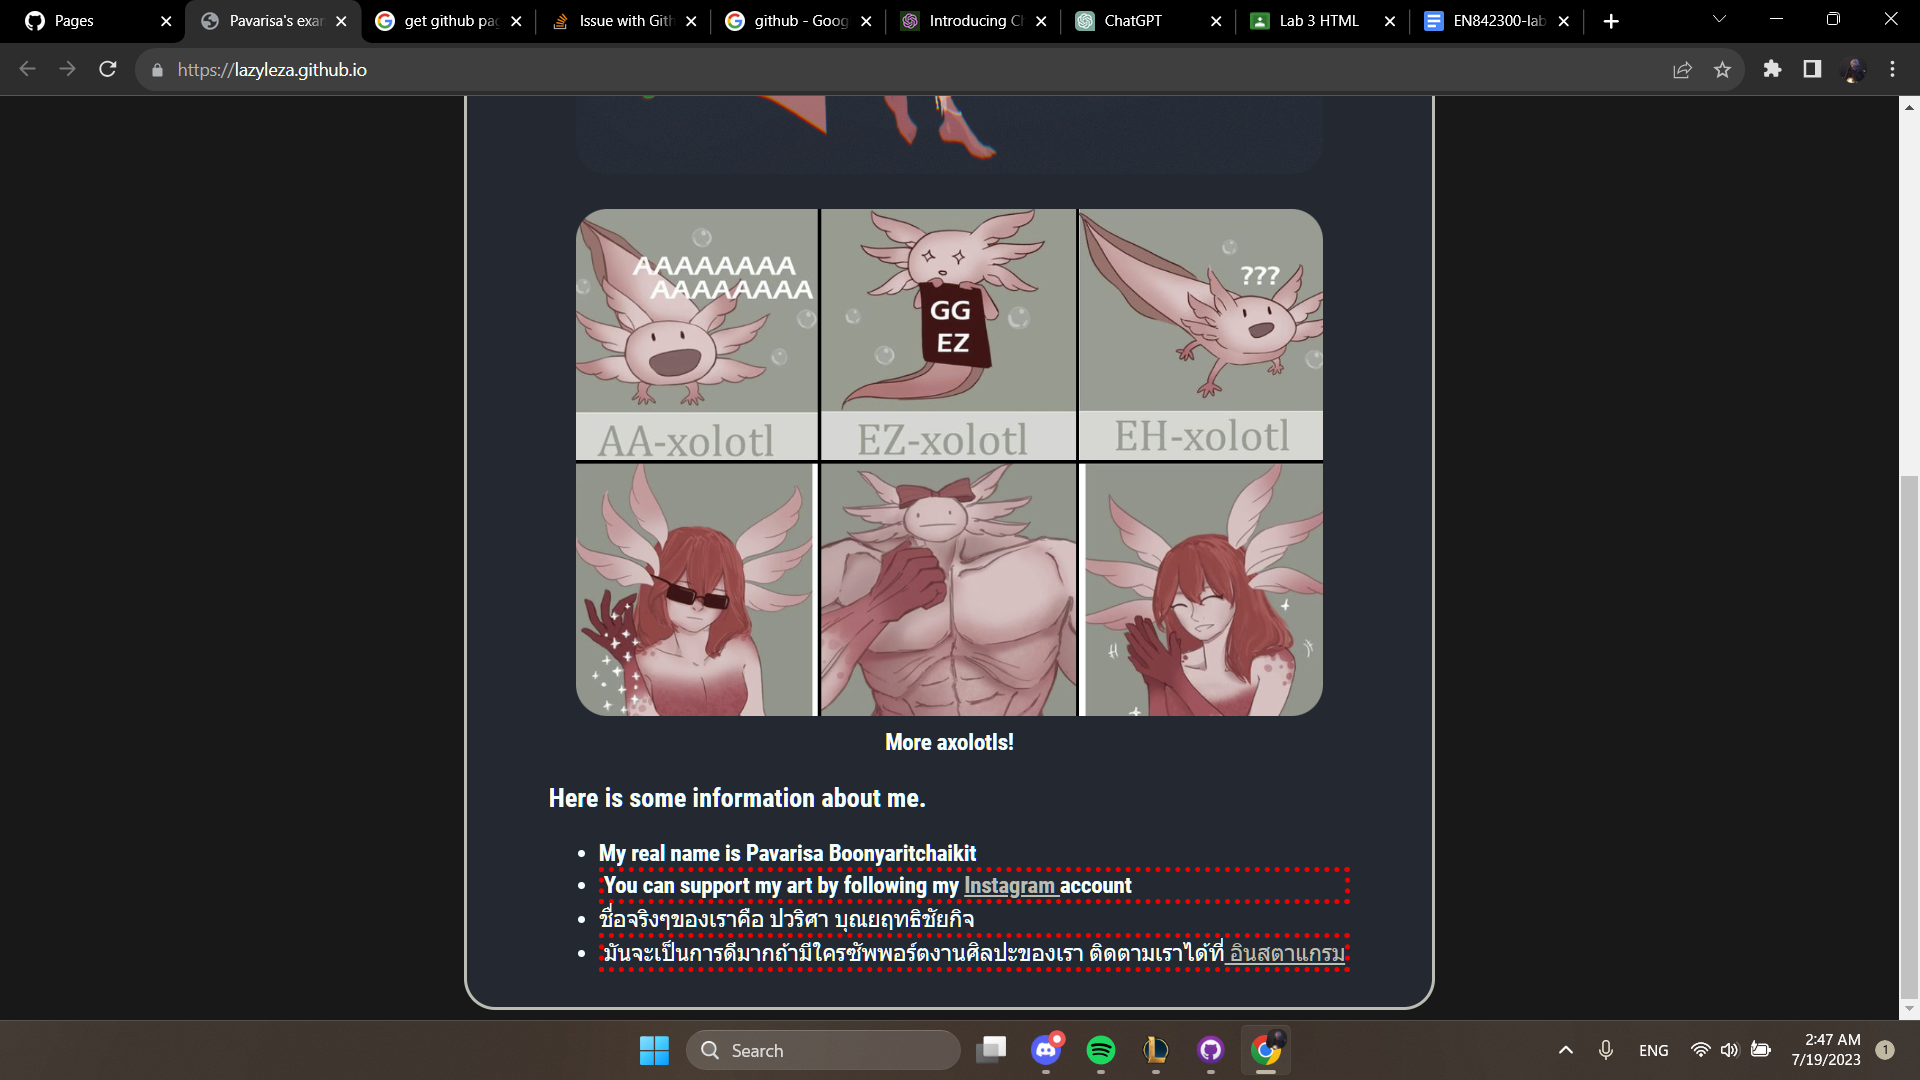 Pages
Pavarisa's exar
get github pag
Issue with Gith
github - Goog
Introducing Ch
ChatGPT
Lab 3 HTML
EN842300-lab
https://lazyleza.github.io
AAAAAAAA
AAAAAAAAA
GG
EZ
???
AA-xolotl
EZ-xolotl
EH-xolotl
More axolotls!
Here is some information about me.
My real name is Pavarisa Boonyaritchaikit
You can support my art by following my Instagram account
ชื่อจริงๆของเราคือ ปวริศา บุณยฤทธิชัยกิจ
มันจะเป็นการดีมากถ้ามีใครซัพพอร์ตงานศิลปะของเรา ติดตามเราได้ที่ อินสตาแกรม
Search
ENG
2:47 AM
7/19/2023
1